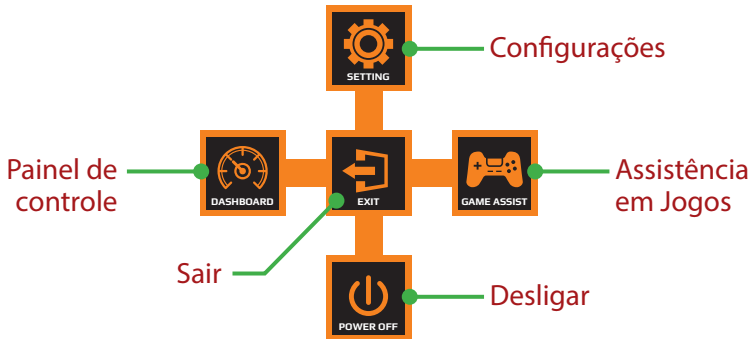 SETTING
Configurações
Painel de
controle
DASHBOARD
EXIT
GAME ASSIST
Assistência
em Jogos
Sair
POWER OFF
Desligar